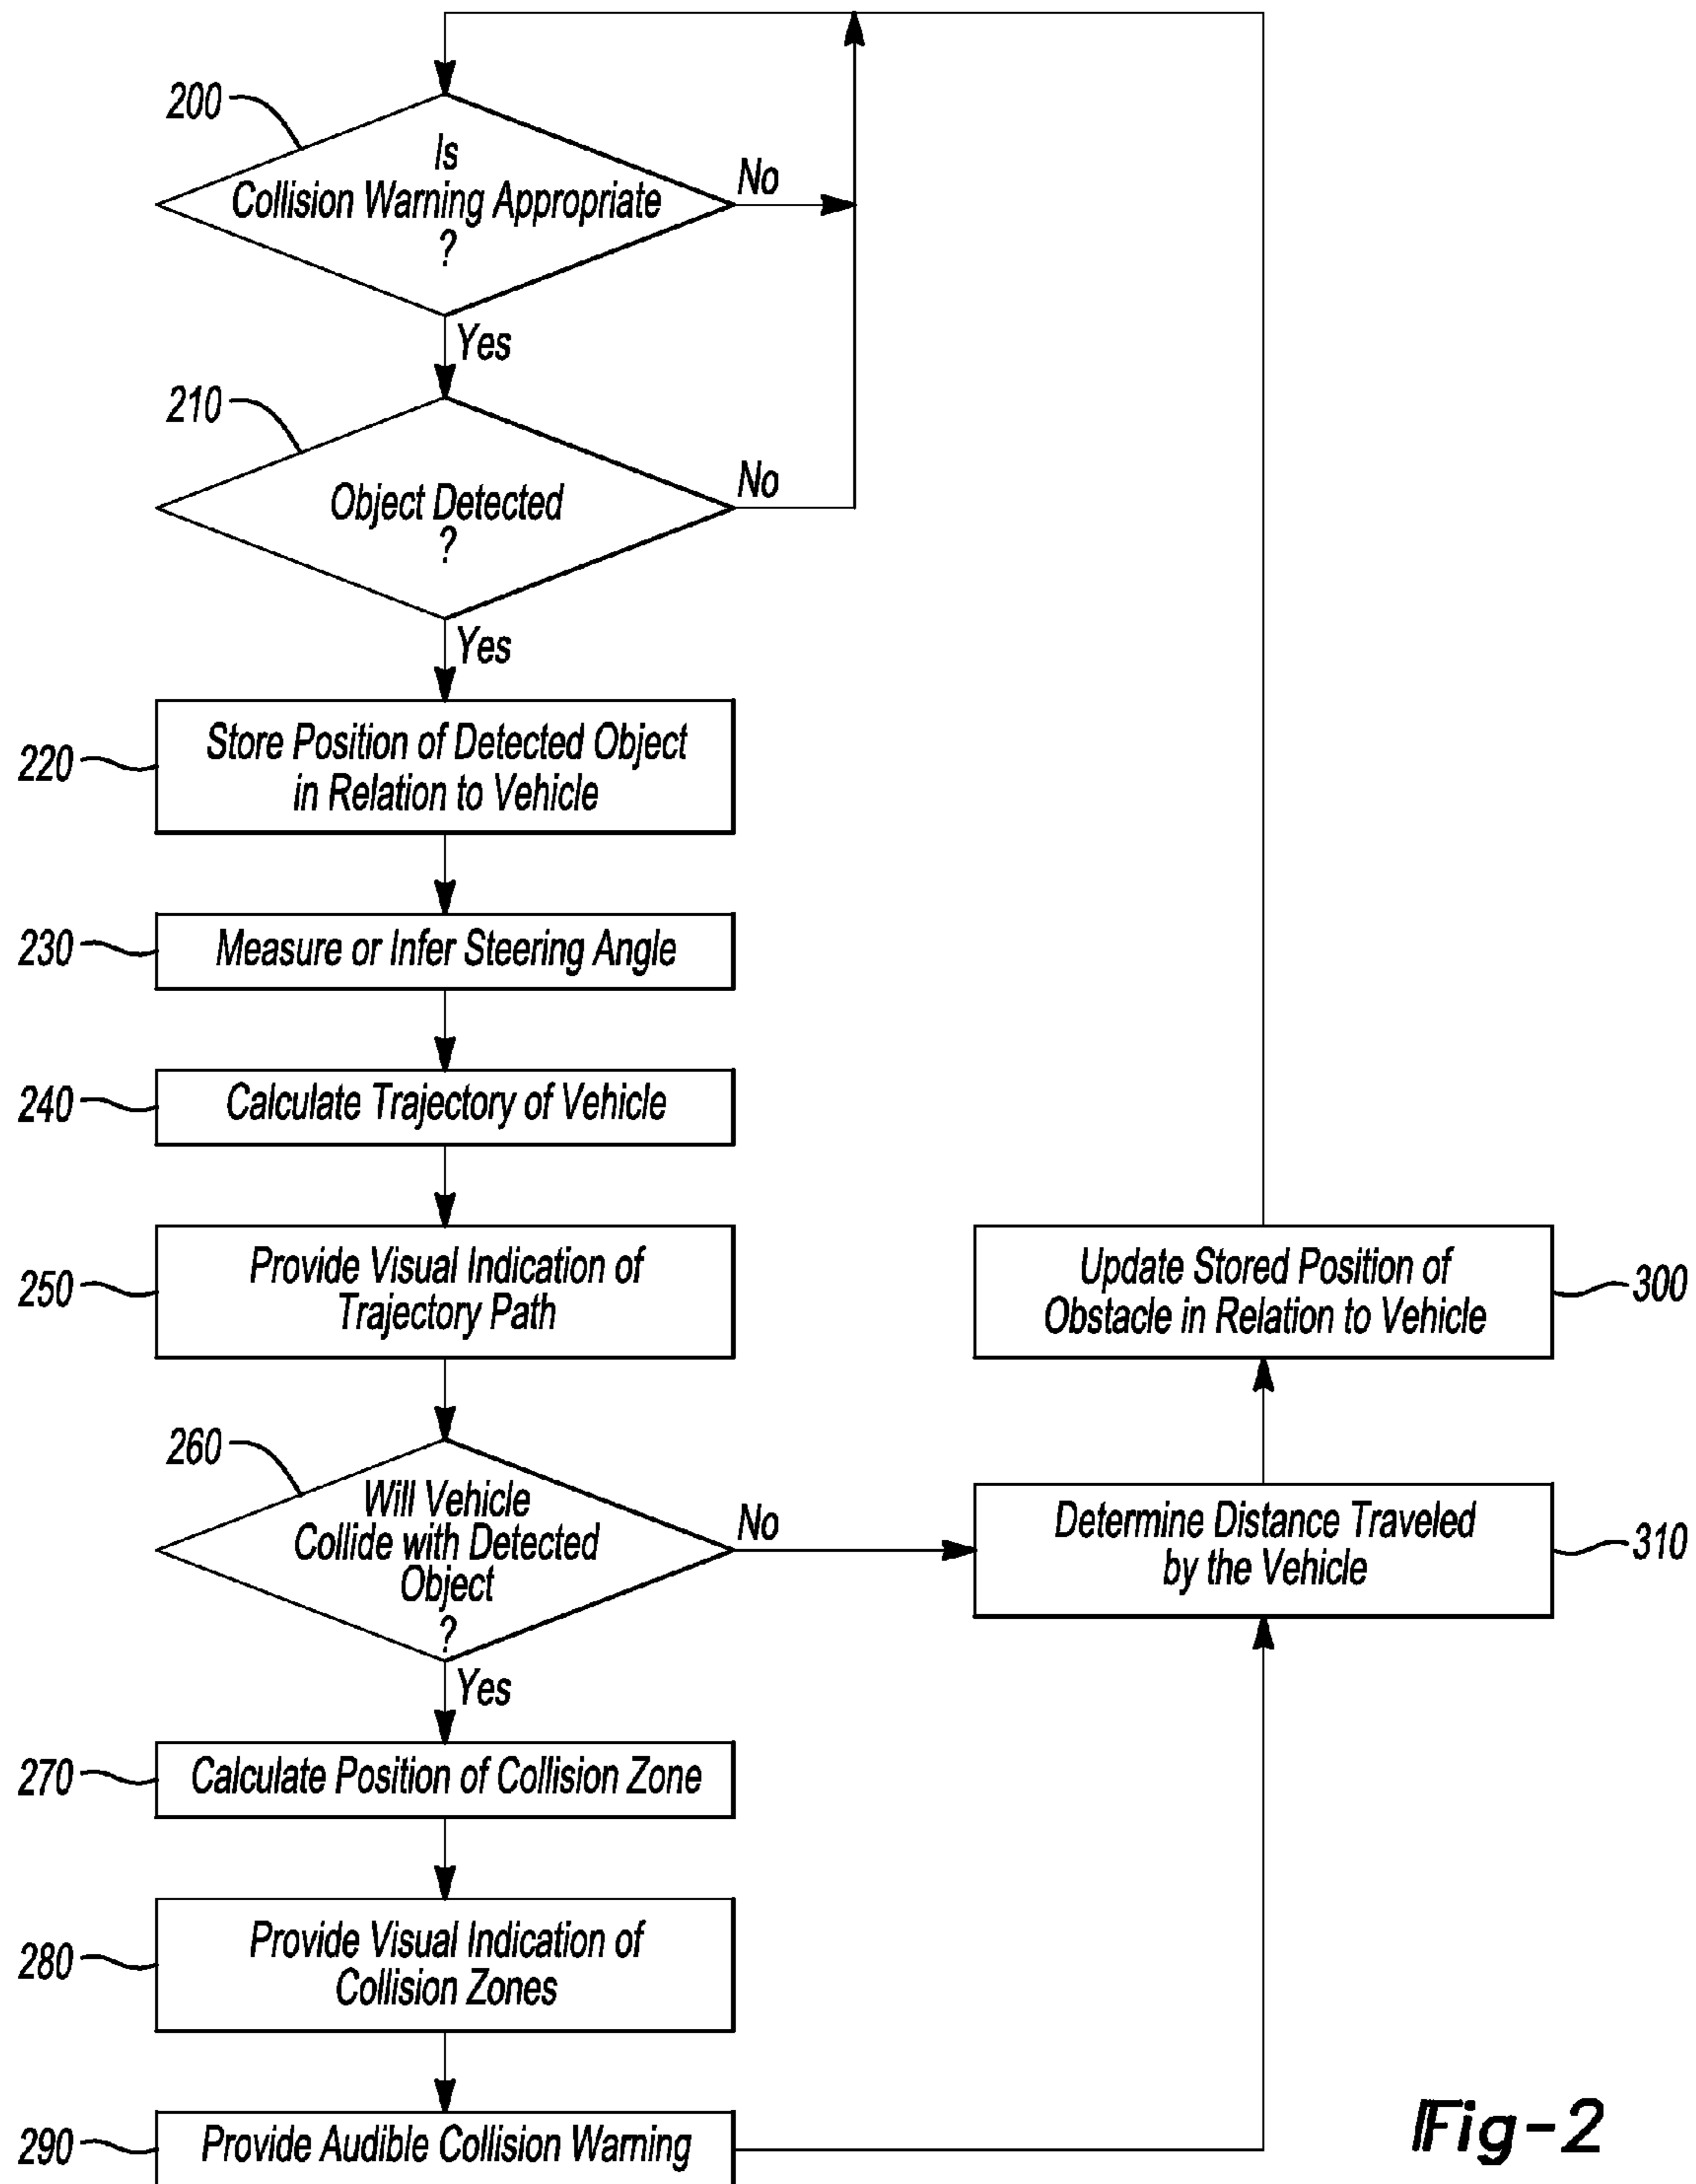 200
Is
Collision Warning Appropriate
?
No
Yes
210
Object Detected
?
No
Yes
220
Store Position of Detected Object
in Relation to Vehicle
230
Measure or Infer Steering Angle
240
Calculate Trajectory of Vehicle
250
Provide Visual Indication of
Trajectory Path
Update Stored Position of
Obstacle in Relation to Vehicle
300
260
Will Vehicle
Collide with Detected
Object
?
No
Yes
Determine Distance Traveled
by the Vehicle
310
270
Calculate Position of Collision Zone
280
Provide Visual Indication of
Collision Zones
290
Provide Audible Collision Warning
Fig-2